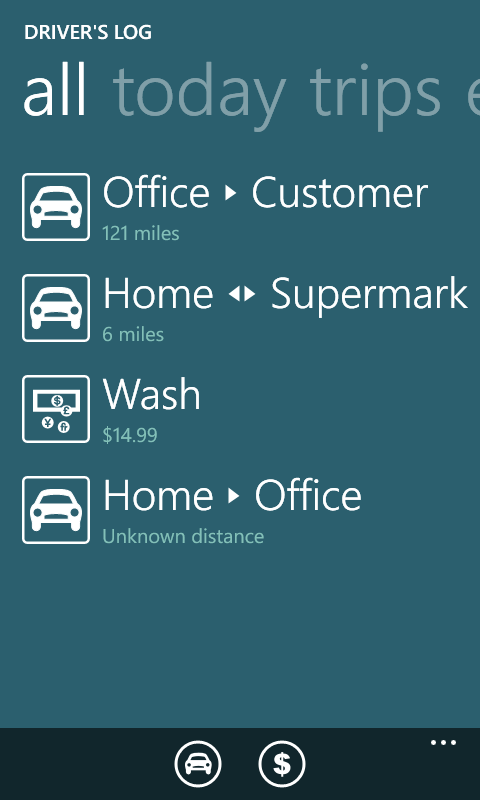 DRIVER'S LOG
all today trips e
Office ▸ Customer
121 miles
Home ◂▸ Supermark
6 miles
Wash
$14.99
Home ▸ Office
Unknown distance